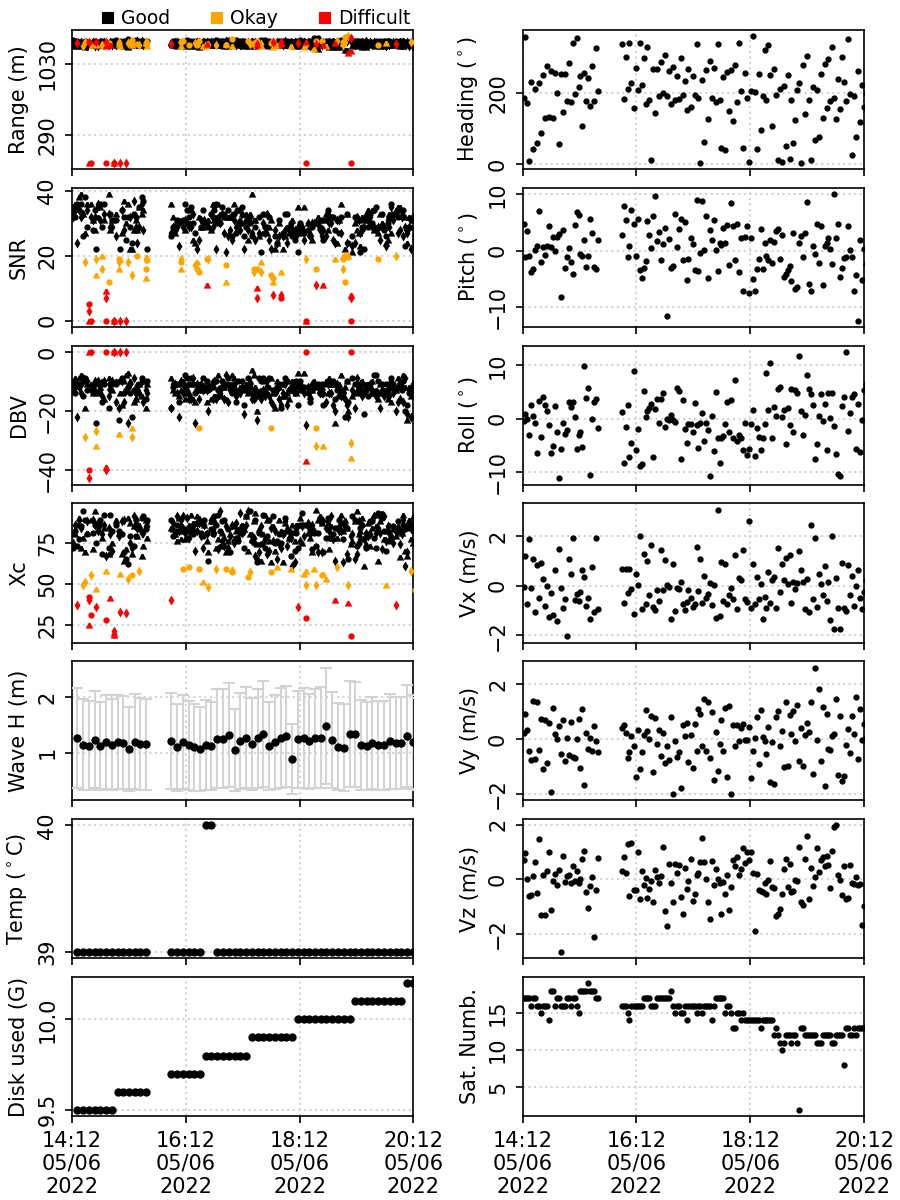 Good Okay Difficult
Range (m)
1030
290
Heading (°)
200
0
SNR
40
20
0
Pitch (°)
10
0
−10
DBV
0
−20
−40
Roll (°)
10
0
−10
Xc
75
50
25
Vx (m/s)
2
0
−2
Wave H (m)
2
1
Vy (m/s)
2
0
−2
Temp (°C)
40
39
Vz (m/s)
2
0
−2
Disk used (G)
10.0
9.5
Sat. Numb.
15
10
5
14:12 16:12 18:12 20:12
05/06 05/06 05/06 05/06
2022 2022 2022 2022
14:12 16:12 18:12 20:12
05/06 05/06 05/06 05/06
2022 2022 2022 2022